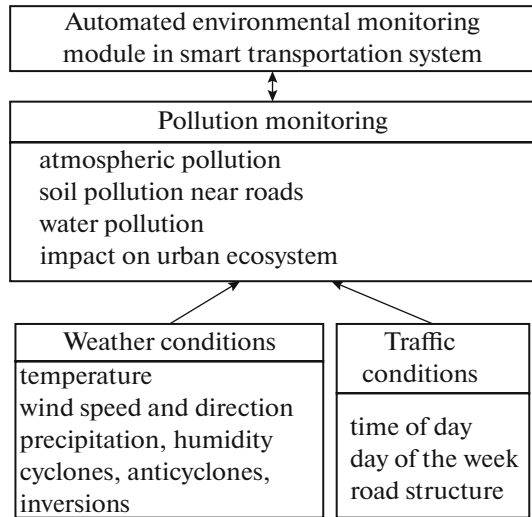 Automated environmental monitoring
module in smart transportation system
Pollution monitoring
atmospheric pollution
soil pollution near roads
water pollution
impact on urban ecosystem
Weather conditions
temperature
wind speed and direction
precipitation, humidity
cyclones, anticyclones,
inversions
Traffic
conditions
time of day
day of the week
road structure